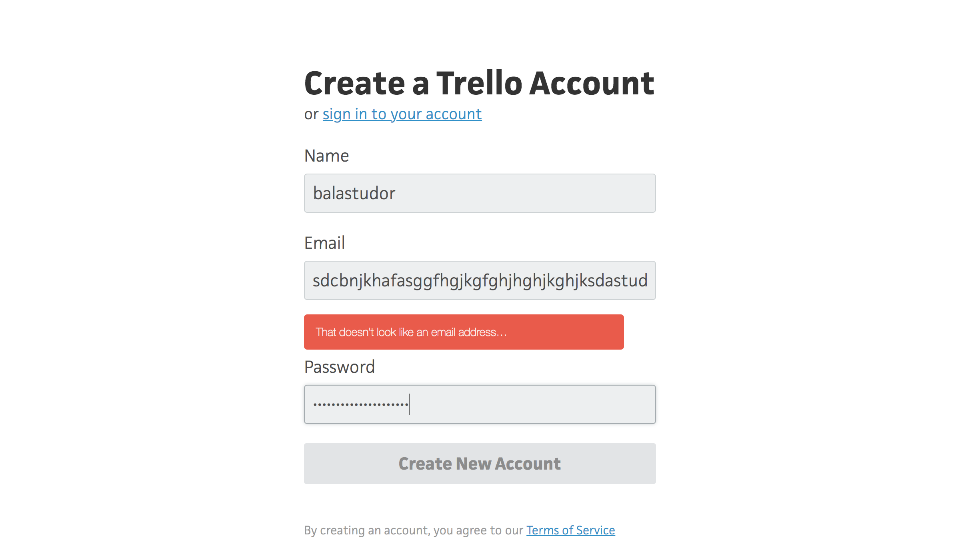 Create a Trello Account
or sign in to your account
Name
balastudor
Email
sdcbnjkhafasggfhgjkgfghjhghjkghjksdastud
That doesn't look like an email address...
Password
Create New Account
By creating an account, you agree to our Terms of Service